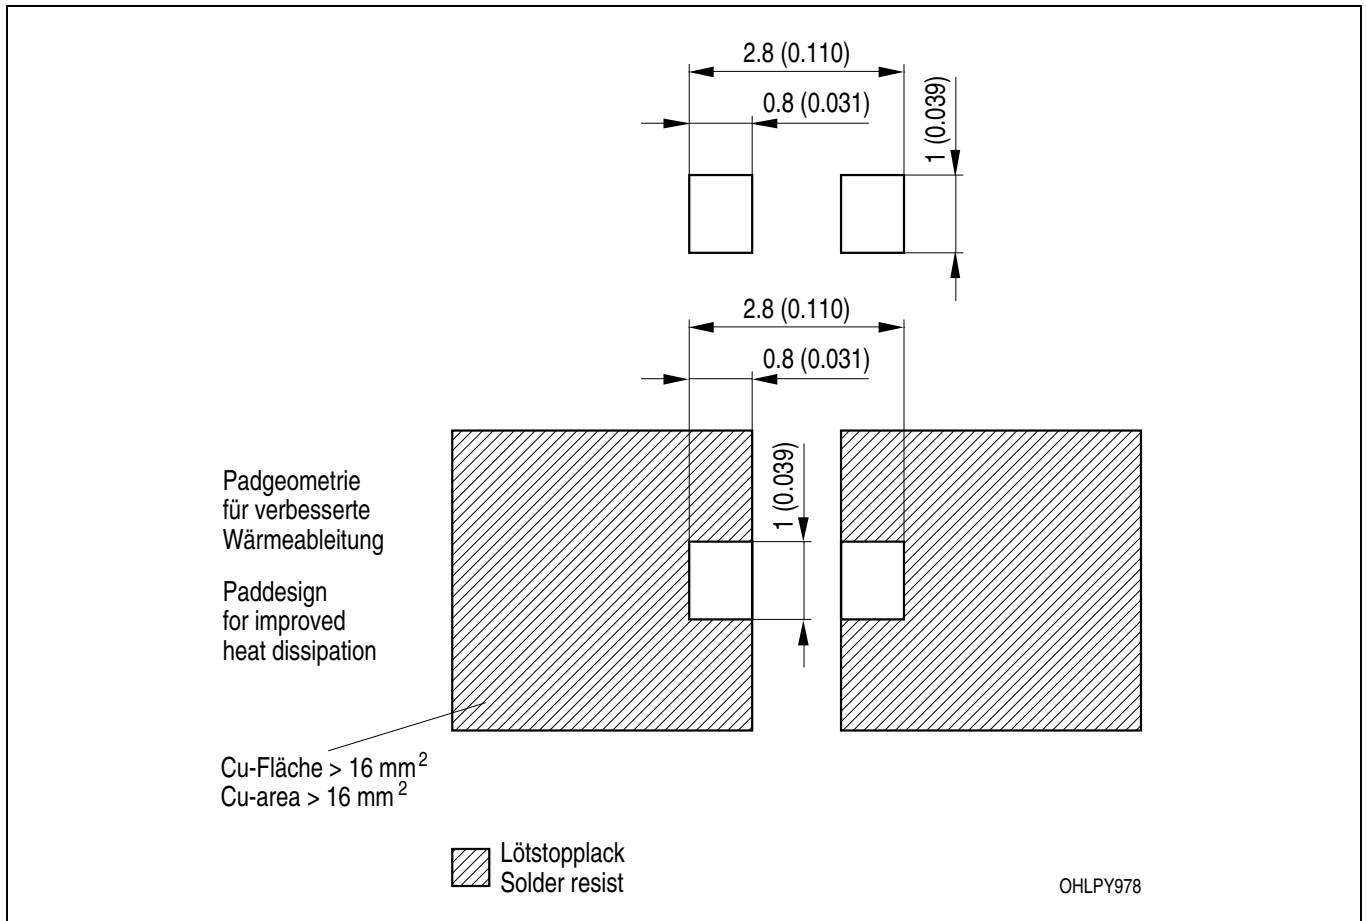 2.8 (0.110)
0.8 (0.031)
1 (0.039)
2.8 (0.110)
0.8 (0.031)
1 (0.039)
Padgeometrie
für verbesserte
Wärmeableitung
Paddesign
for improved
heat dissipation
Cu-Fläche > 16 mm²
Cu-area > 16 mm²
Lötstopplack
Solder resist
OHLPY978